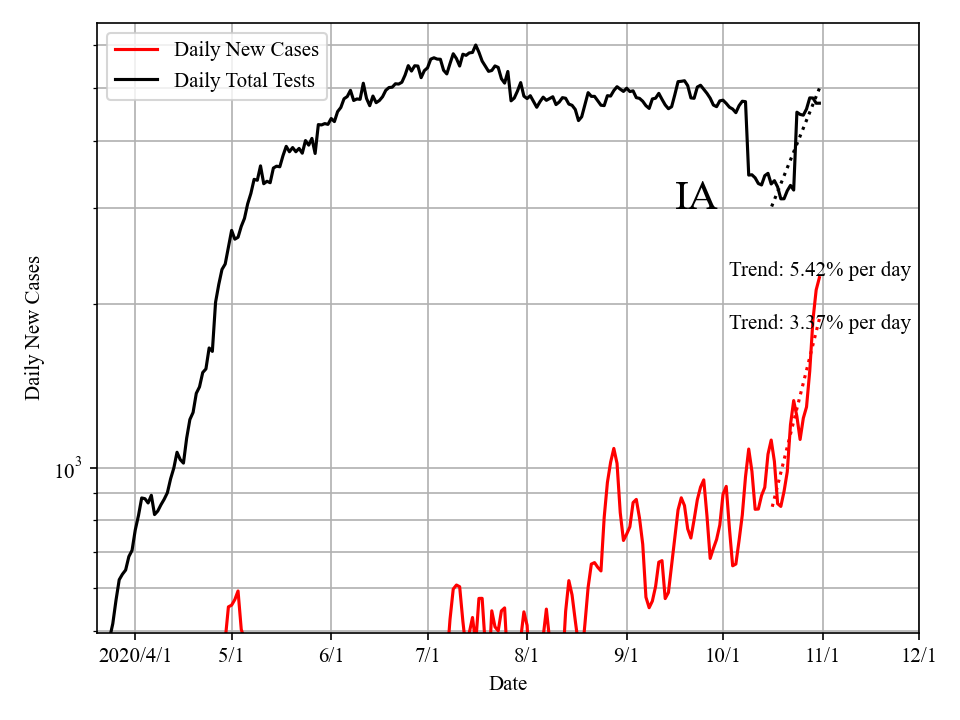 Daily New Cases
Daily Total Tests
IA
Trend: 5.42% per day
Trend: 3.37% per day
Daily New Cases
10³
2020/4/1 5/1 6/1 7/1 8/1 9/1 10/1 11/1 12/1
Date